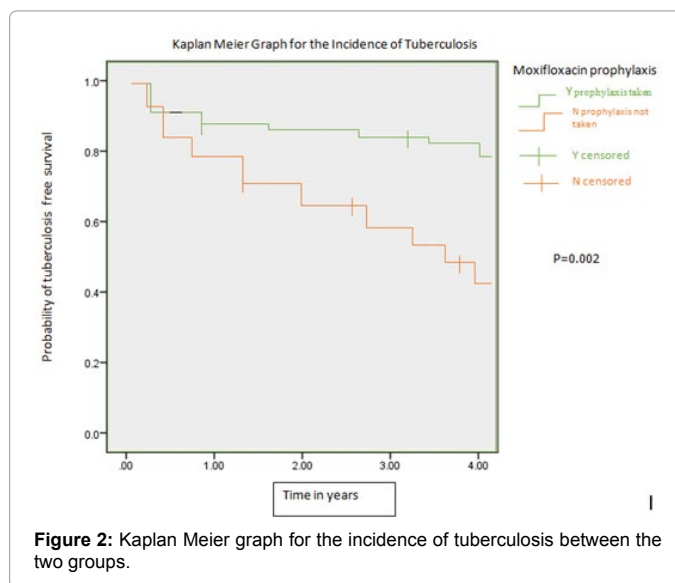 Kaplan Meier Graph for the Incidence of Tuberculosis
Moxifloxacin prophylaxis
Y prophylaxis taken
N prophylaxis not
taken
Y censored
N censored
P=0.002
Probability of tuberculosis free survival
1.0
0.8
0.6
0.4
0.2
0.0
.00 1.00 2.00 3.00 4.00
Time in years
I
Figure 2: Kaplan Meier graph for the incidence of tuberculosis between the
two groups.